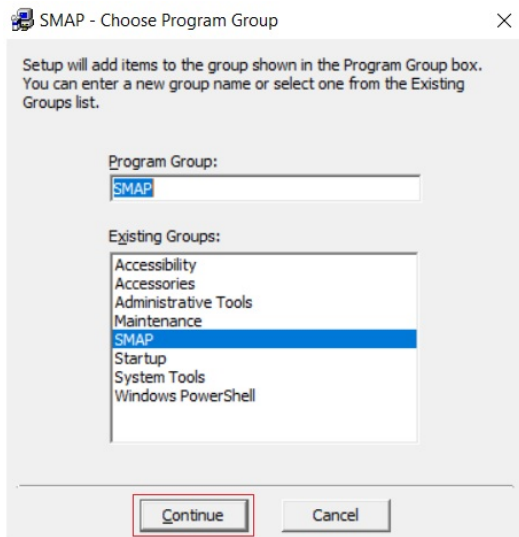 SMAP - Choose Program Group
Setup will add items to the group shown in the Program Group box.
You can enter a new group name or select one from the Existing
Groups list.
Program Group:
SMAP
Existing Groups:
Accessibility
Accessories
Administrative Tools
Maintenance
SMAP
Startup
System Tools
Windows PowerShell
Continue
Cancel